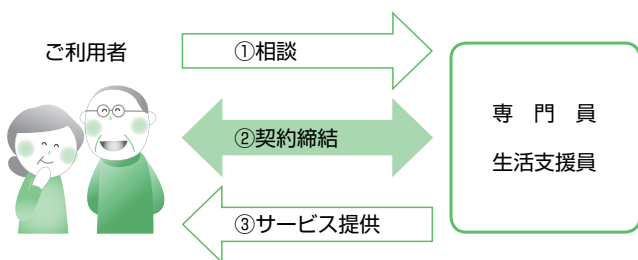 ご利用者
①相談
②契約締結
③サービス提供
専　門　員
生活支援員